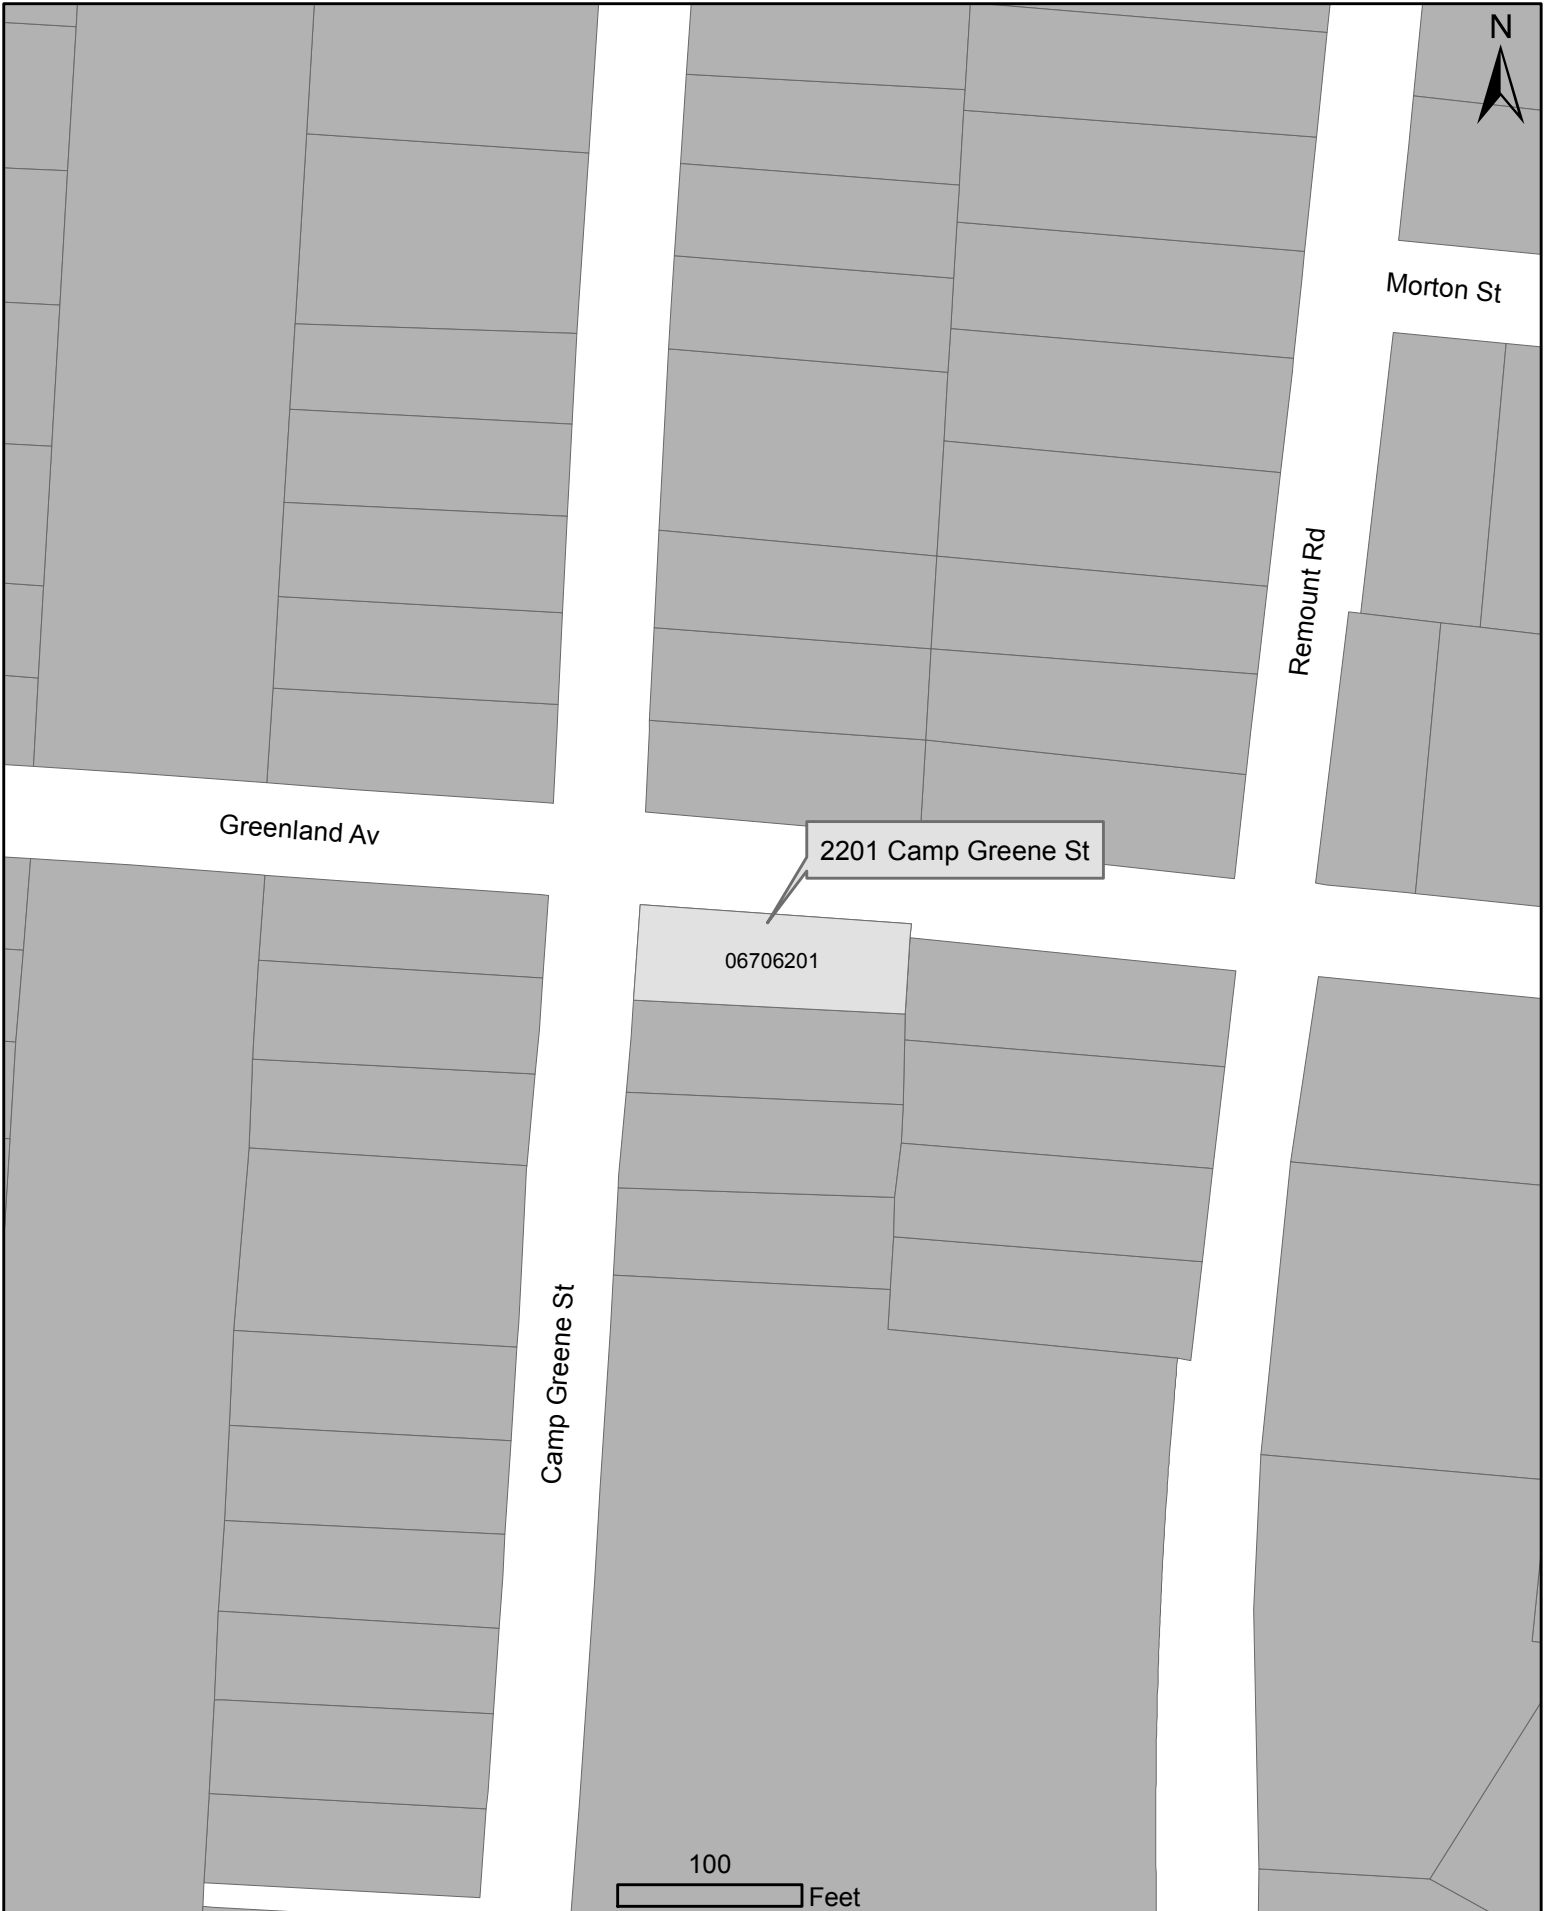 N
Morton St
Remount Rd
Greenland Av
2201 Camp Greene St
06706201
Camp Greene St
100
Feet